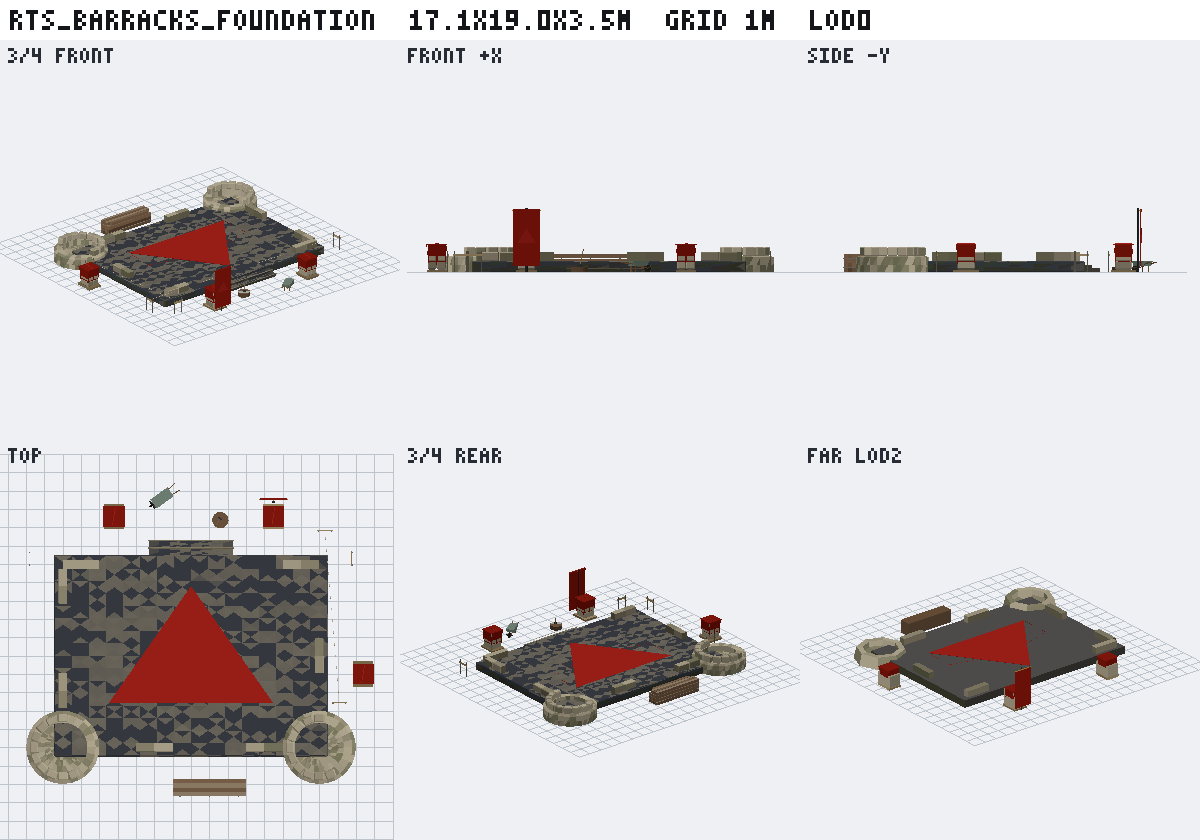 RTS_BARRACKS_FOUNDATION 17.1X19.0X3.5M GRID 1M LOD0
3/4 FRONT
FRONT +X
SIDE -Y
TOP
3/4 REAR
FAR LOD2